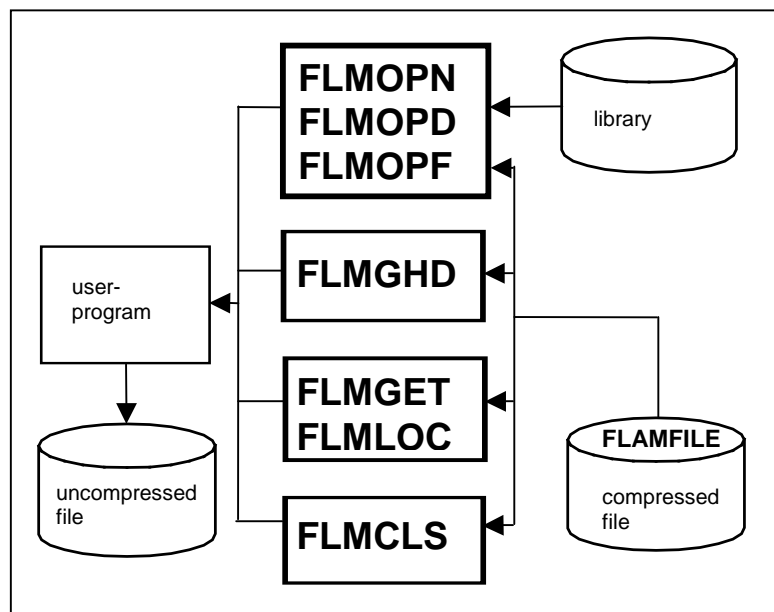 FLMOPN
FLMOPD
FLMOPF
library
FLMGHD
user-
program
FLMGET
FLMLOC
FLAMFILE
uncompressed
file
compressed
file
FLMCLS